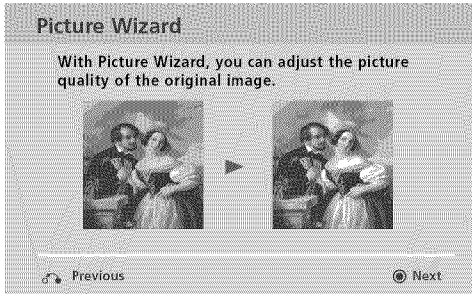 Picture Wizard
With Picture Wizard, you can adjust the picture
quality of the original image.
Previous
Next